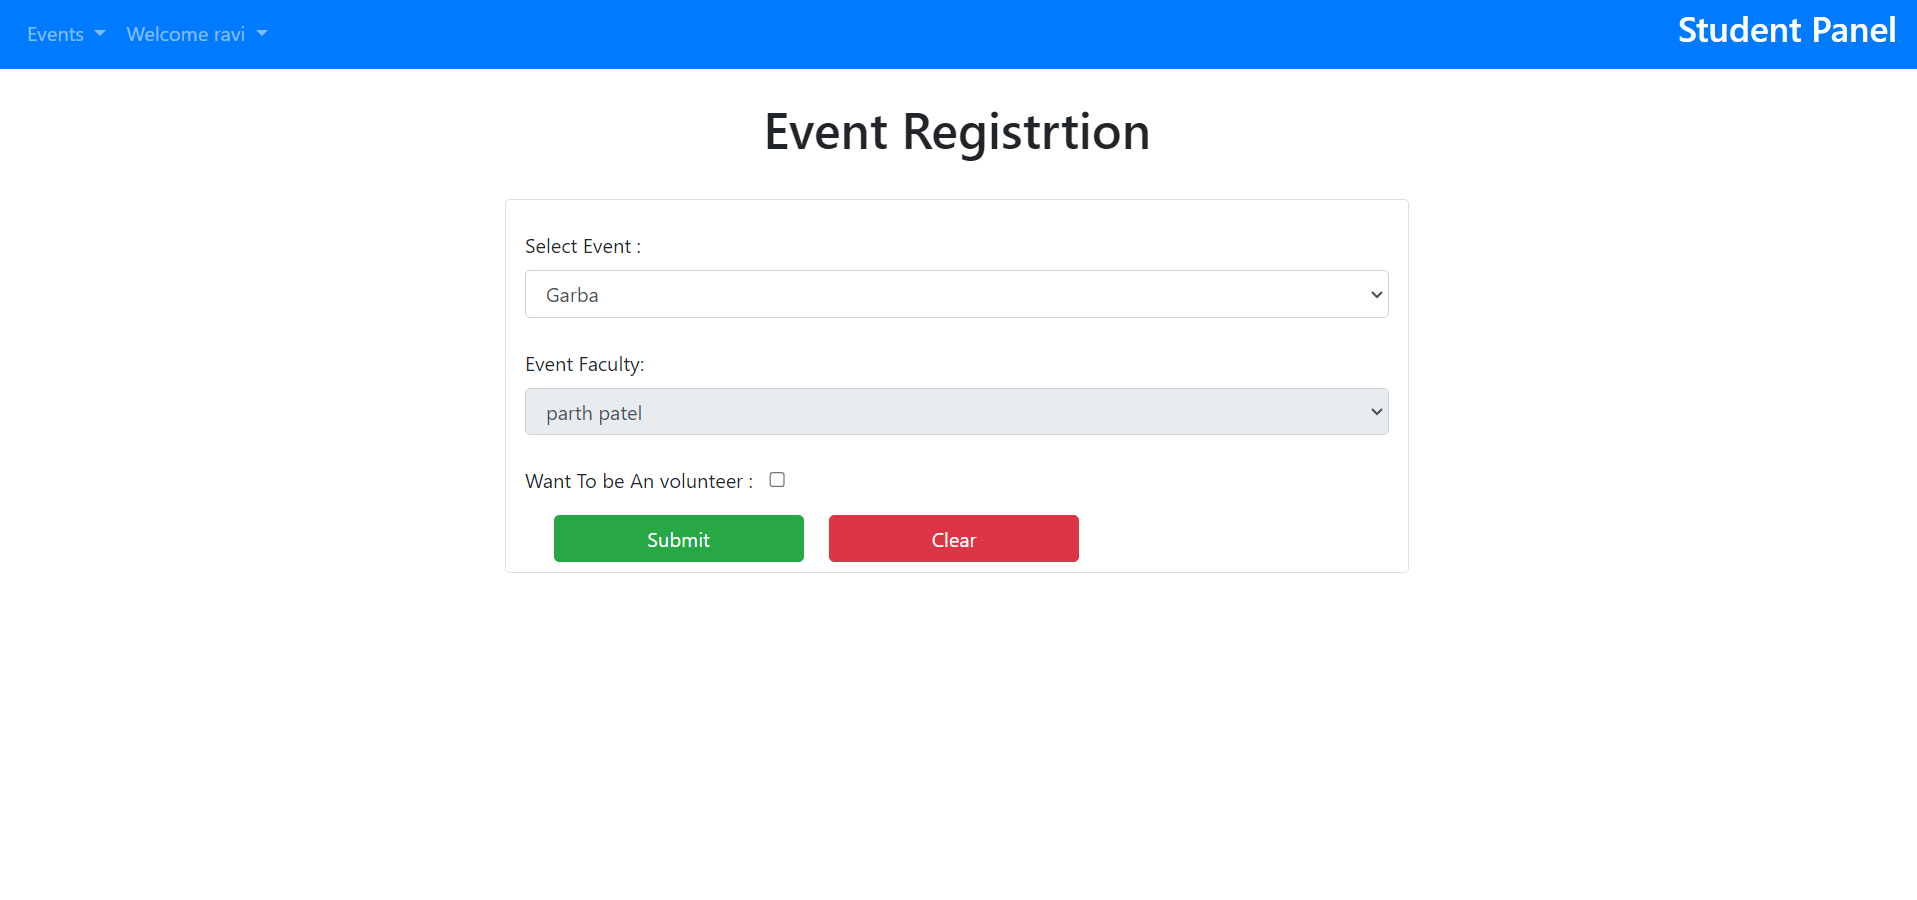 Events Welcome ravi Student Panel
Event Registrtion
Select Event :
Garba
Event Faculty:
parth patel
Want To be An volunteer :
Submit Clear